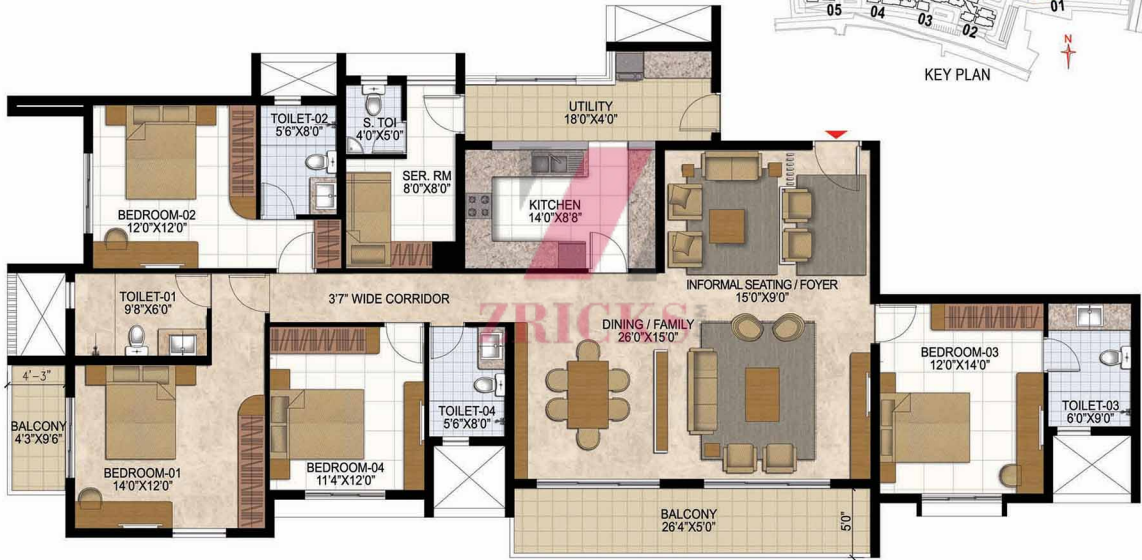 05
04
03
02
01
N
KEY PLAN
UTILITY
18'0"X4'0"
TOILET-02
5'6"X8'0"
S. TOI
4'0"X5'0"
SER. RM
8'0"X8'0"
KITCHEN
14'0"X8'8"
BEDROOM-02
12'0"X12'0"
INFORMAL SEATING / FOYER
15'0"X9'0"
TOILET-01
9'8"X6'0"
3'7" WIDE CORRIDOR
ZRICKS
DINING / FAMILY
26'0"X15'0"
BEDROOM-03
12'0"X14'0"
4'-3"
BALCONY
4'3"X9'6"
TOILET-04
5'6"X8'0"
TOILET-03
6'0"X9'0"
BEDROOM-01
14'0"X12'0"
BEDROOM-04
11'4"X12'0"
BALCONY
26'4"X5'0"
5'0"